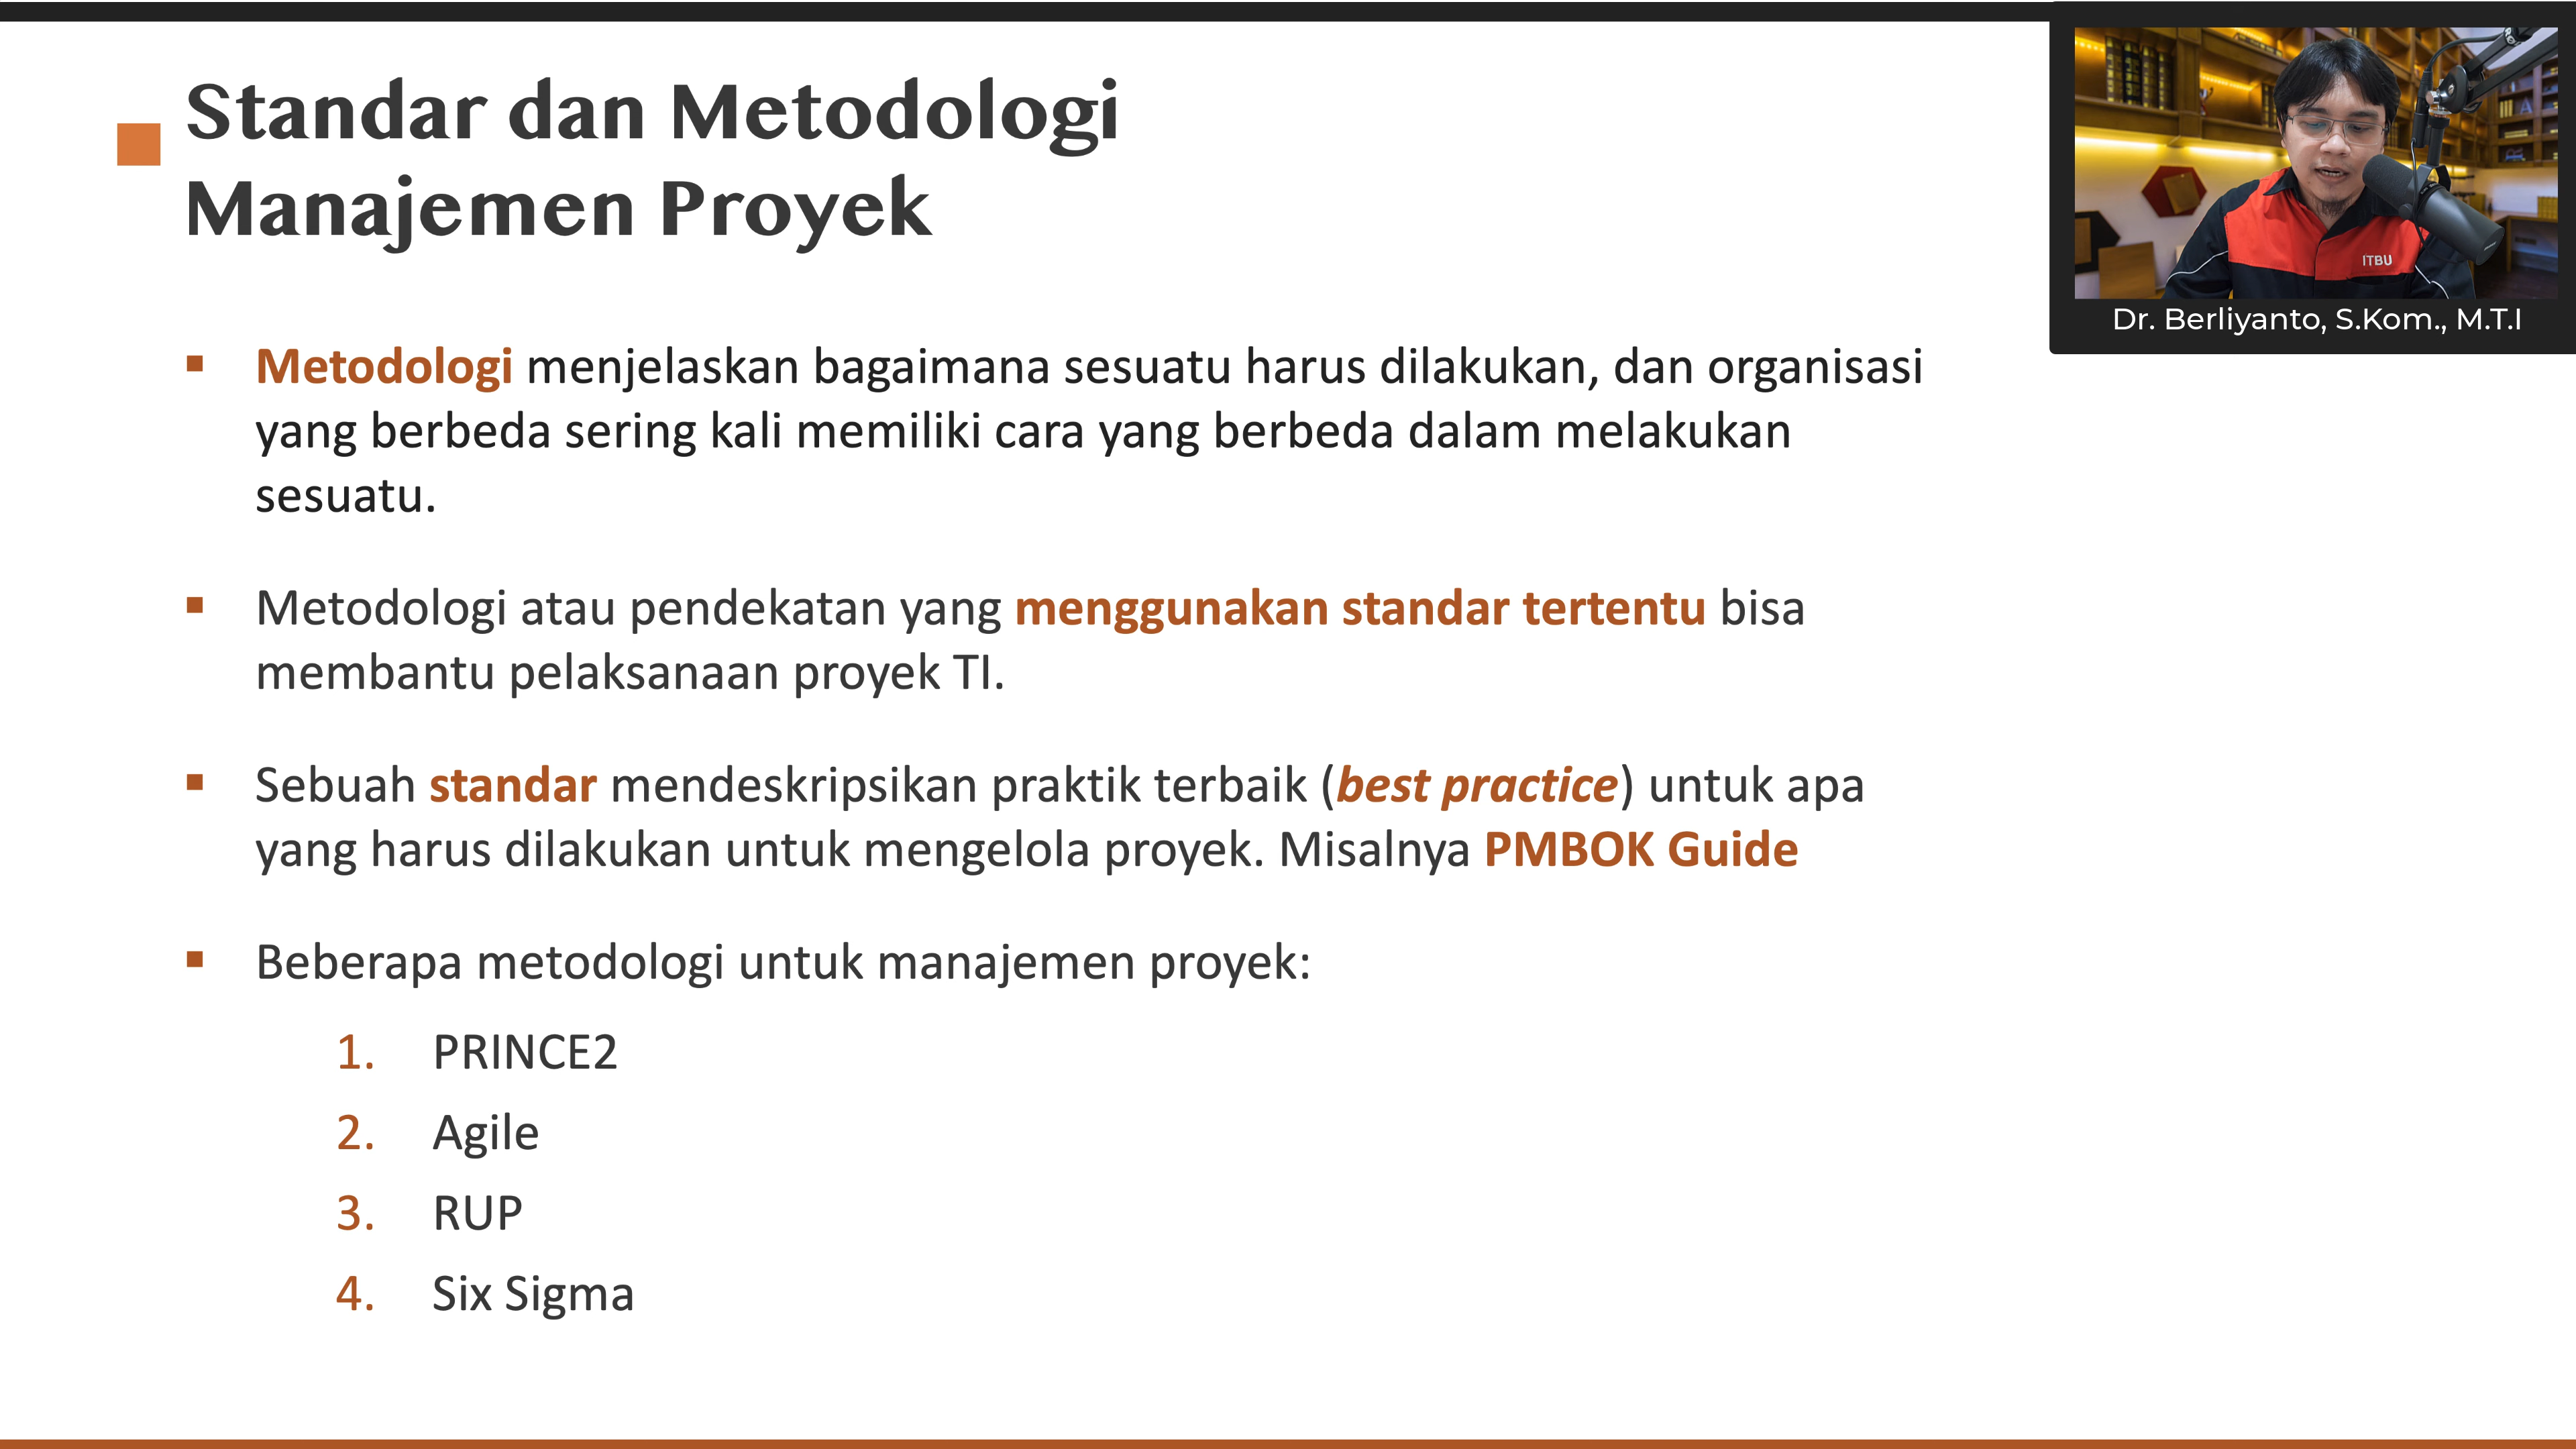 Standar dan Metodologi
Manajemen Proyek
ITBU
Dr. Berliyanto, S.Kom., M.T.I
Metodologi menjelaskan bagaimana sesuatu harus dilakukan, dan organisasi
yang berbeda sering kali memiliki cara yang berbeda dalam melakukan
sesuatu.
Metodologi atau pendekatan yang menggunakan standar tertentu bisa
membantu pelaksanaan proyek TI.
Sebuah standar mendeskripsikan praktik terbaik (best practice) untuk apa
yang harus dilakukan untuk mengelola proyek. Misalnya PMBOK Guide
Beberapa metodologi untuk manajemen proyek:
1. PRINCE2
2. Agile
3. RUP
4. Six Sigma